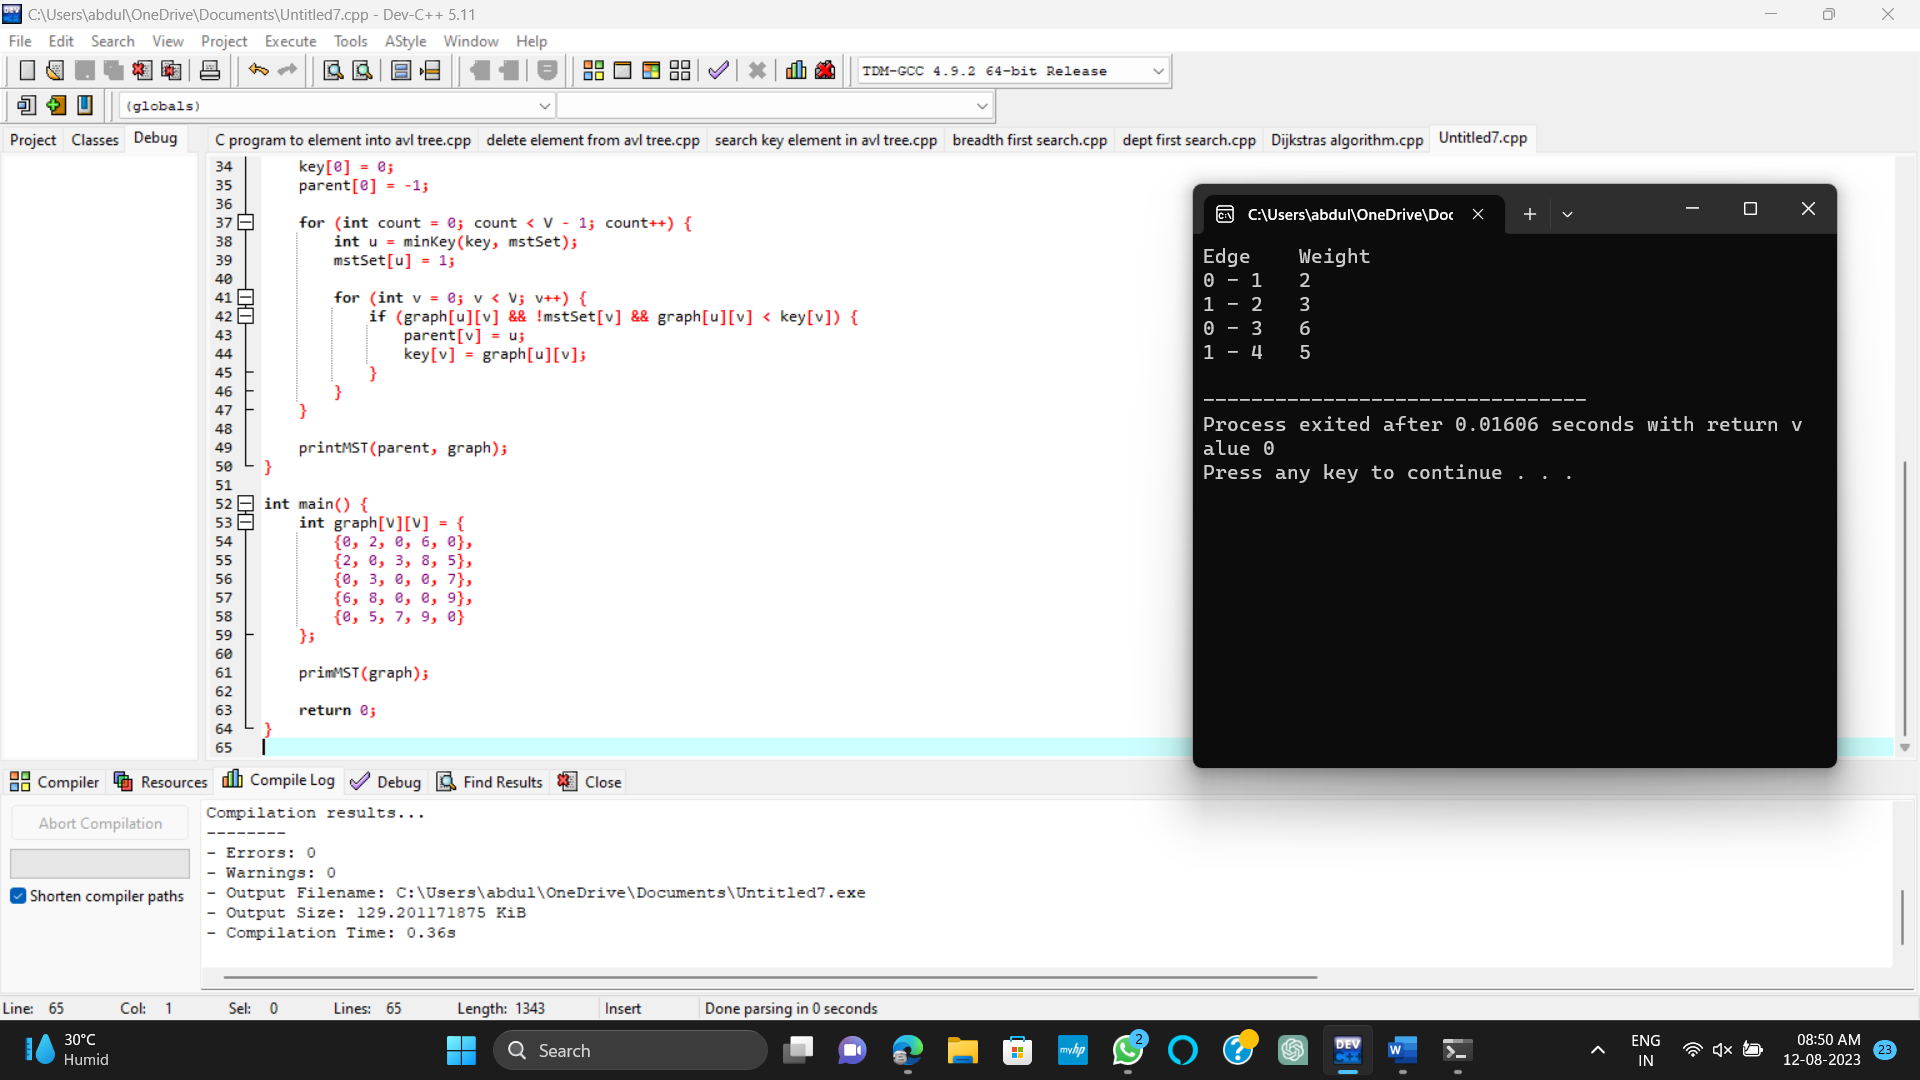 C:\Users\abdul\OneDrive\Documents\Untitled7.cpp - Dev-C++ 5.11
File Edit Search View Project Execute Tools AStyle Window Help
TDM-GCC 4.9.2 64-bit Release
(globals)
Project Classes Debug
C program to element into avl tree.cpp delete element from avl tree.cpp search key element in avl tree.cpp breadth first search.cpp dept first search.cpp Dijkstras algorithm.cpp Untitled7.cpp
34 key[0] = 0;
35 parent[0] = -1;
36
37 for (int count = 0; count < V - 1; count++) {
38 int u = minKey(key, mstSet);
39 mstSet[u] = 1;
40
41 for (int v = 0; v < V; v++) {
42 if (graph[u][v] && !mstSet[v] && graph[u][v] < key[v]) {
43 parent[v] = u;
44 key[v] = graph[u][v];
45 }
46 }
47 }
48
49 printMST(parent, graph);
50 }
51
52 int main() {
53 int graph[V][V] = {
54 {0, 2, 0, 6, 0},
55 {2, 0, 3, 8, 5},
56 {0, 3, 0, 0, 7},
57 {6, 8, 0, 0, 9},
58 {0, 5, 7, 9, 0}
59 };
60
61 primMST(graph);
62
63 return 0;
64 }
65
C:\Users\abdul\OneDrive\Doc
Edge Weight
0 - 1 2
1 - 2 3
0 - 3 6
1 - 4 5
--------------------------------
Process exited after 0.01606 seconds with return v
alue 0
Press any key to continue . . .
Compiler Resources Compile Log Debug Find Results Close
Abort Compilation
Shorten compiler paths
Compilation results...
--------
- Errors: 0
- Warnings: 0
- Output Filename: C:\Users\abdul\OneDrive\Documents\Untitled7.exe
- Output Size: 129.201171875 KiB
- Compilation Time: 0.36s
Line: 65 Col: 1 Sel: 0 Lines: 65 Length: 1343 Insert Done parsing in 0 seconds
30°C
Humid
Search
myhp
2
DEV
C++
W
ENG
IN
08:50 AM
12-08-2023
23